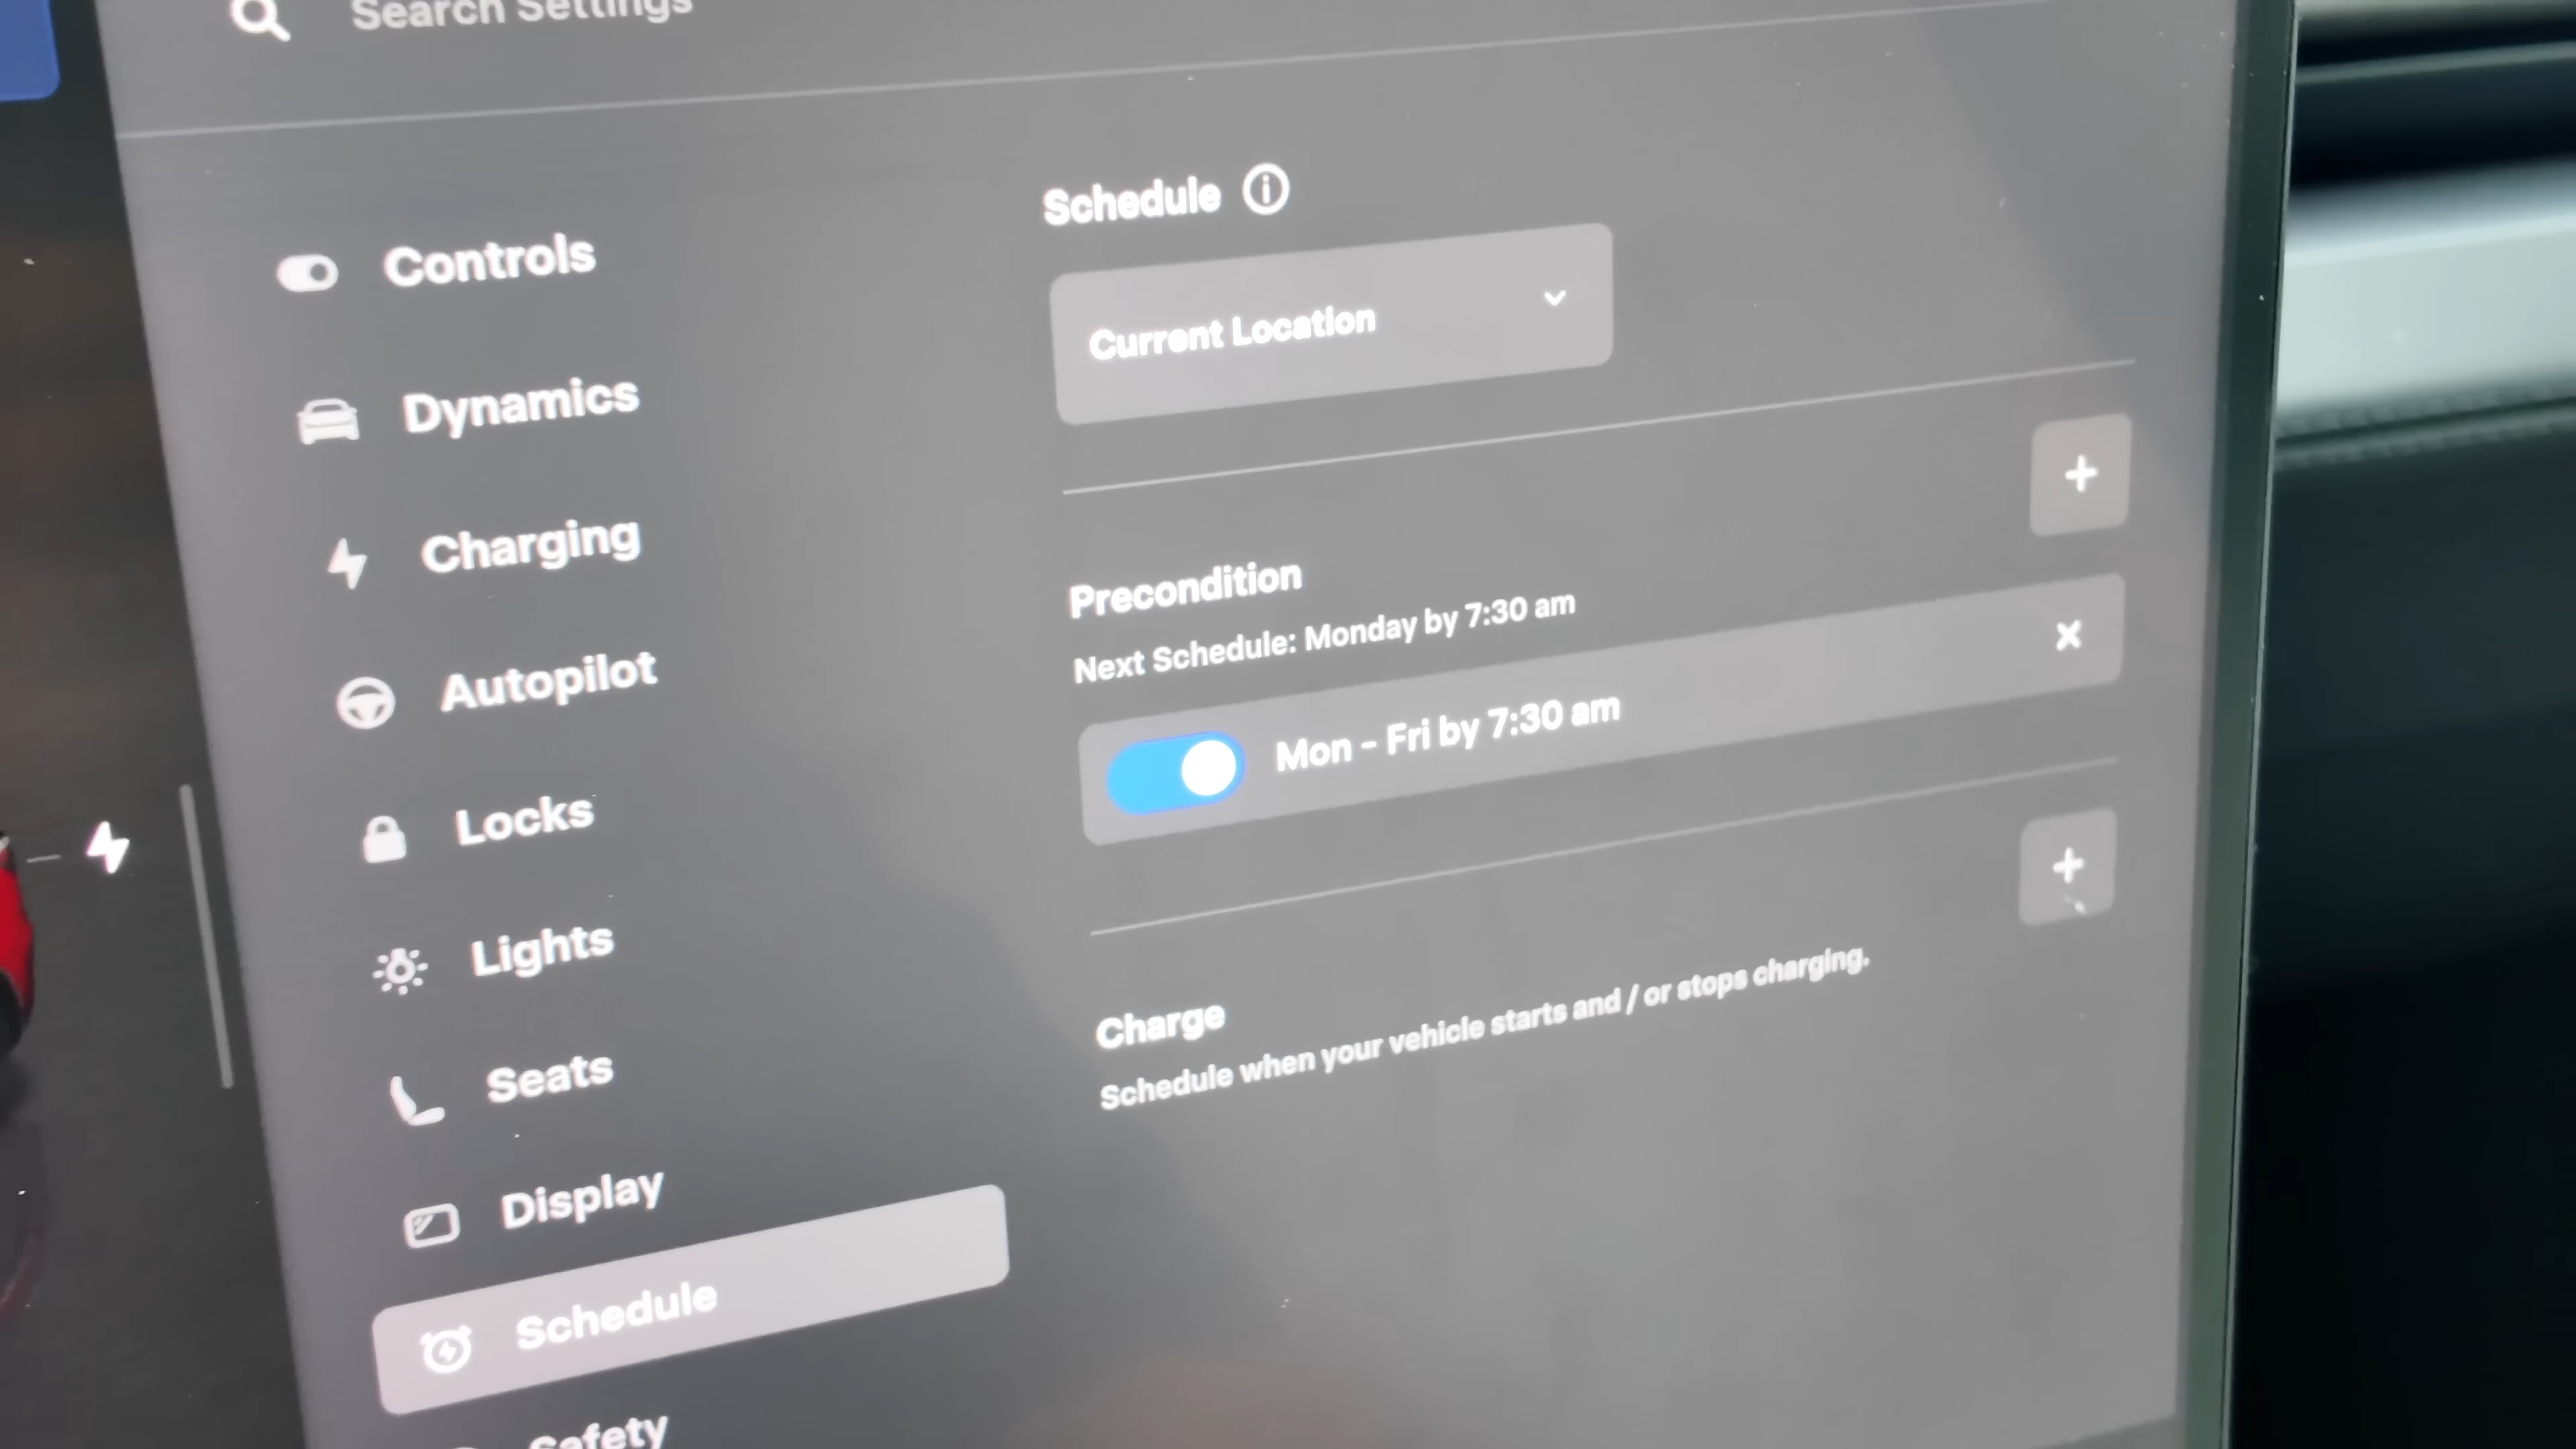 Search Settings
Controls
Dynamics
Charging
Autopilot
Locks
Lights
Seats
Display
Schedule
Safety
Schedule
Current Location
Precondition
Next Schedule: Monday by 7:30 am
Mon - Fri by 7:30 am
Charge
Schedule when your vehicle starts and / or stops charging.